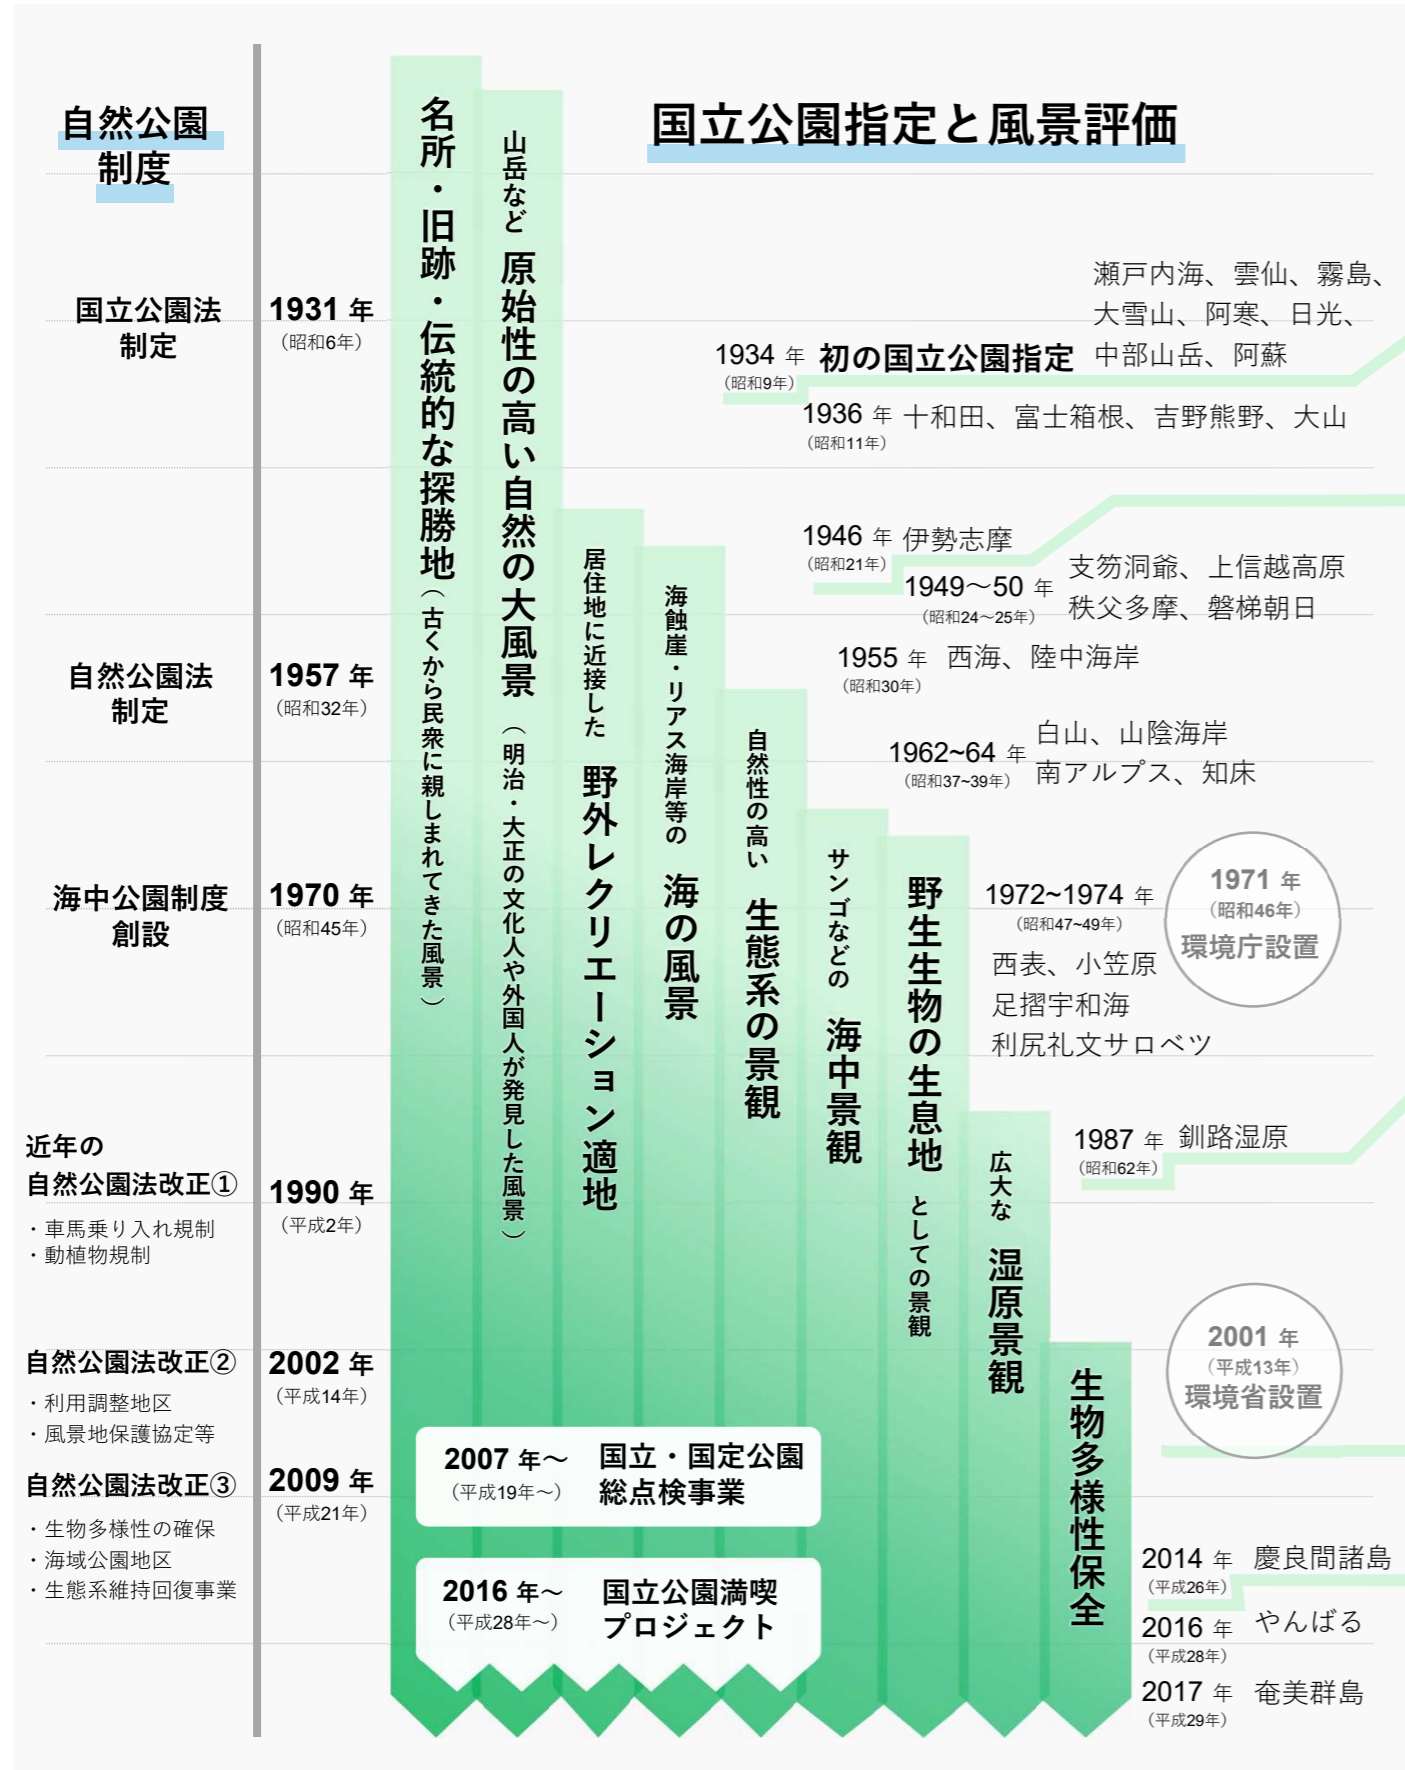 自然公園
制度
国立公園指定と風景評価
国立公園法
制定
1931 年
（昭和6年）
自然公園法
制定
1957 年
（昭和32年）
海中公園制度
創設
1970 年
（昭和45年）
近年の
自然公園法改正①
・車馬乗り入れ規制
・動植物規制
1990 年
（平成2年）
自然公園法改正②
・利用調整地区
・風景地保護協定等
2002 年
（平成14年）
自然公園法改正③
・生物多様性の確保
・海域公園地区
・生態系維持回復事業
2009 年
（平成21年）
名所・旧跡・伝統的な探勝地（古くから民衆に親しまれてきた風景）
山岳など 原始性の高い自然の大風景（明治・大正の文化人や外国人が発見した風景）
居住地に近接した 野外レクリエーション適地
海蝕崖・リアス海岸等の 海の風景
自然性の高い 生態系の景観
サンゴなどの 海中景観
野生生物の生息地 としての景観
広大な 湿原景観
生物多様性保全
2007 年～
（平成19年～）
国立・国定公園
総点検事業
2016 年～
（平成28年～）
国立公園満喫
プロジェクト
1934 年
（昭和9年）
初の国立公園指定
瀬戸内海、雲仙、霧島、
大雪山、阿寒、日光、
中部山岳、阿蘇
1936 年
（昭和11年）
十和田、富士箱根、吉野熊野、大山
1946 年
（昭和21年）
伊勢志摩
1949～50 年
（昭和24～25年）
支笏洞爺、上信越高原
秩父多摩、磐梯朝日
1955 年
（昭和30年）
西海、陸中海岸
1962~64 年
（昭和37~39年）
白山、山陰海岸
南アルプス、知床
1971 年
（昭和46年）
環境庁設置
1972~1974 年
（昭和47~49年）
西表、小笠原
足摺宇和海
利尻礼文サロベツ
1987 年
（昭和62年）
釧路湿原
2001 年
（平成13年）
環境省設置
2014 年
（平成26年）
慶良間諸島
2016 年
（平成28年）
やんばる
2017 年
（平成29年）
奄美群島